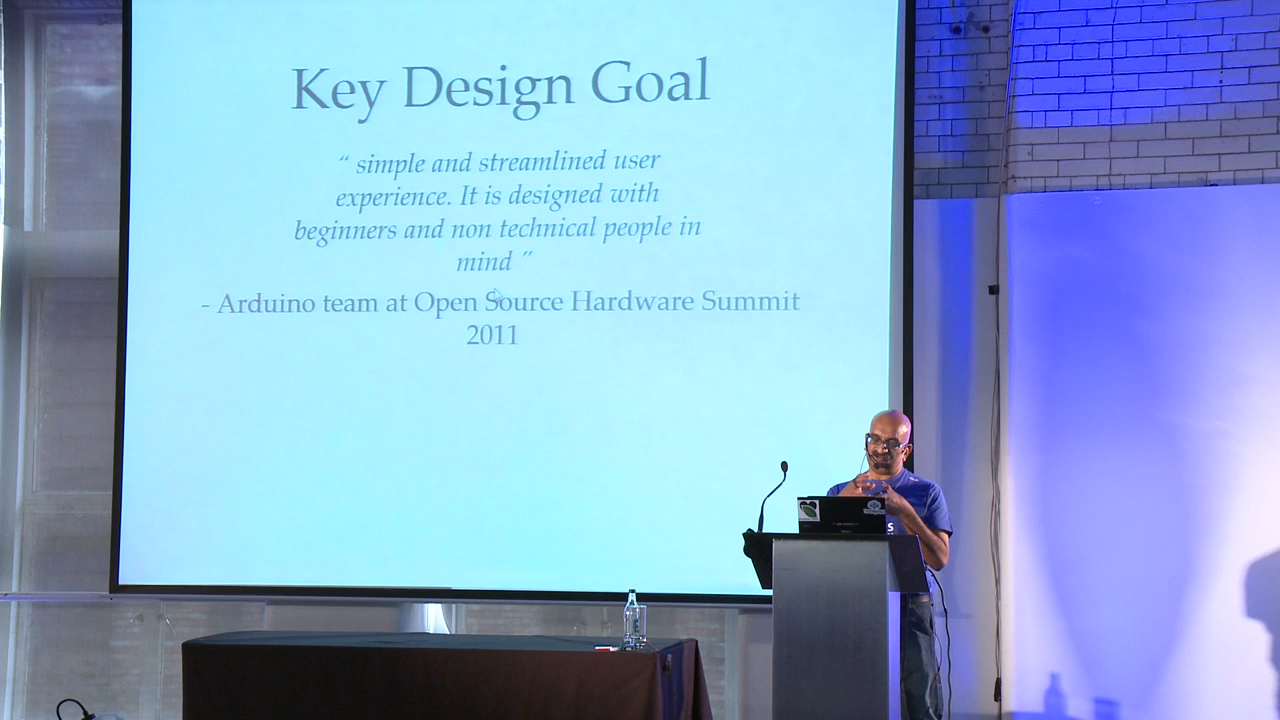 Key Design Goal
“ simple and streamlined user
experience. It is designed with
beginners and non technical people in
mind ”
- Arduino team at Open Source Hardware Summit
2011
S